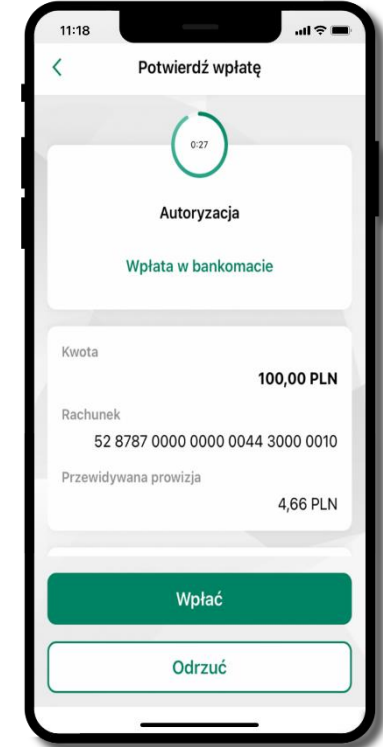 11:18
Potwierdź wpłatę
0:27
Autoryzacja
Wpłata w bankomacie
Kwota
100,00 PLN
Rachunek
52 8787 0000 0000 0044 3000 0010
Przewidywana prowizja
4,66 PLN
Wpłać
Odrzuć